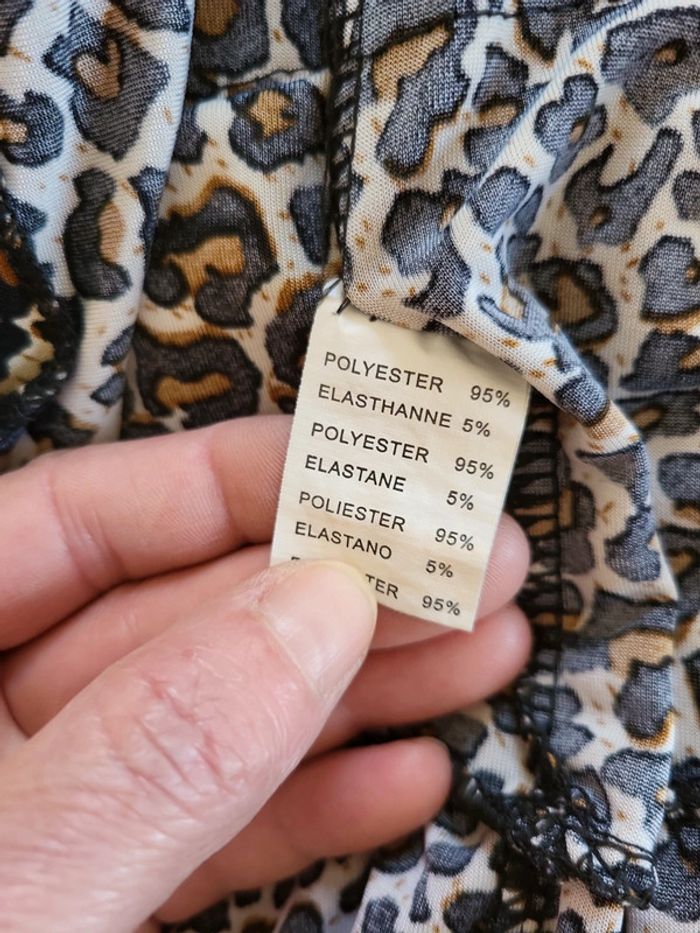 POLYESTER 95%
ELASTHANNE 5%
POLYESTER 95%
ELASTANE 5%
POLIESTER 95%
ELASTANO 5%
95%